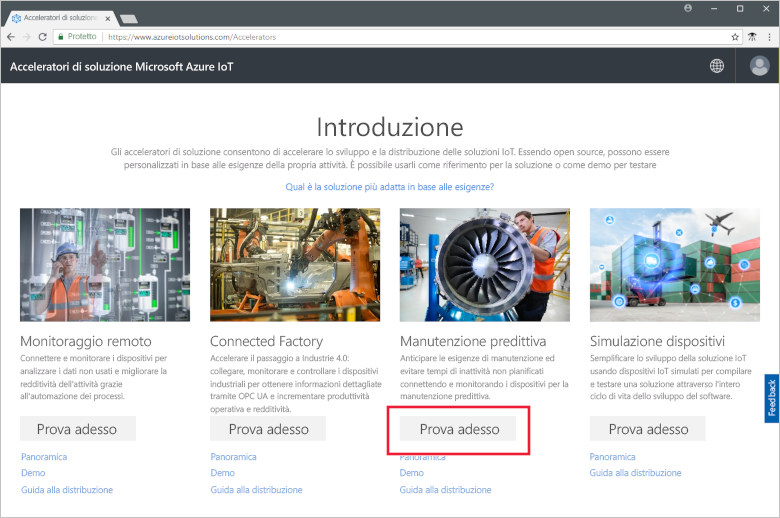 Acceleratori di soluzione
Protetto
https://www.azureiotsolutions.com/Accelerators
Acceleratori di soluzione Microsoft Azure IoT
Introduzione
Gli acceleratori di soluzione consentono di accelerare lo sviluppo e la distribuzione delle soluzioni IoT. Essendo open source, possono essere
personalizzati in base alle esigenze della propria attività. È possibile usarli come riferimento per la soluzione o come demo per testare
Qual è la soluzione più adatta in base alle esigenze?
Monitoraggio remoto
Connettere e monitorare i dispositivi per
analizzare i dati non usati e migliorare la
redditività dell'attività grazie
all'automazione dei processi.
Prova adesso
Panoramica
Demo
Guida alla distribuzione
Connected Factory
Accelerare il passaggio a Industrie 4.0:
collegare, monitorare e controllare i dispositivi
industriali per ottenere informazioni dettagliate
tramite OPC UA e incrementare produttività
operativa e redditività.
Prova adesso
Panoramica
Demo
Guida alla distribuzione
Manutenzione predittiva
Anticipare le esigenze di manutenzione ed
evitare tempi di inattività non pianificati
connettendo e monitorando i dispositivi per la
manutenzione predittiva.
Prova adesso
Panoramica
Demo
Guida alla distribuzione
Simulazione dispositivi
Semplificare lo sviluppo della soluzione IoT
usando dispositivi IoT simulati per compilare
e testare una soluzione attraverso l'intero
ciclo di vita dello sviluppo del software.
Prova adesso
Panoramica
Guida alla distribuzione
Feedback